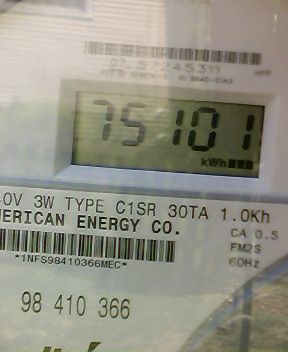 75101
kWh
0V 3W TYPE C1SR 30TA 1.0Kh
MERICAN ENERGY CO.
CA 0.5
FM2S
60Hz
*1NFS98410366MEC*
98 410 366